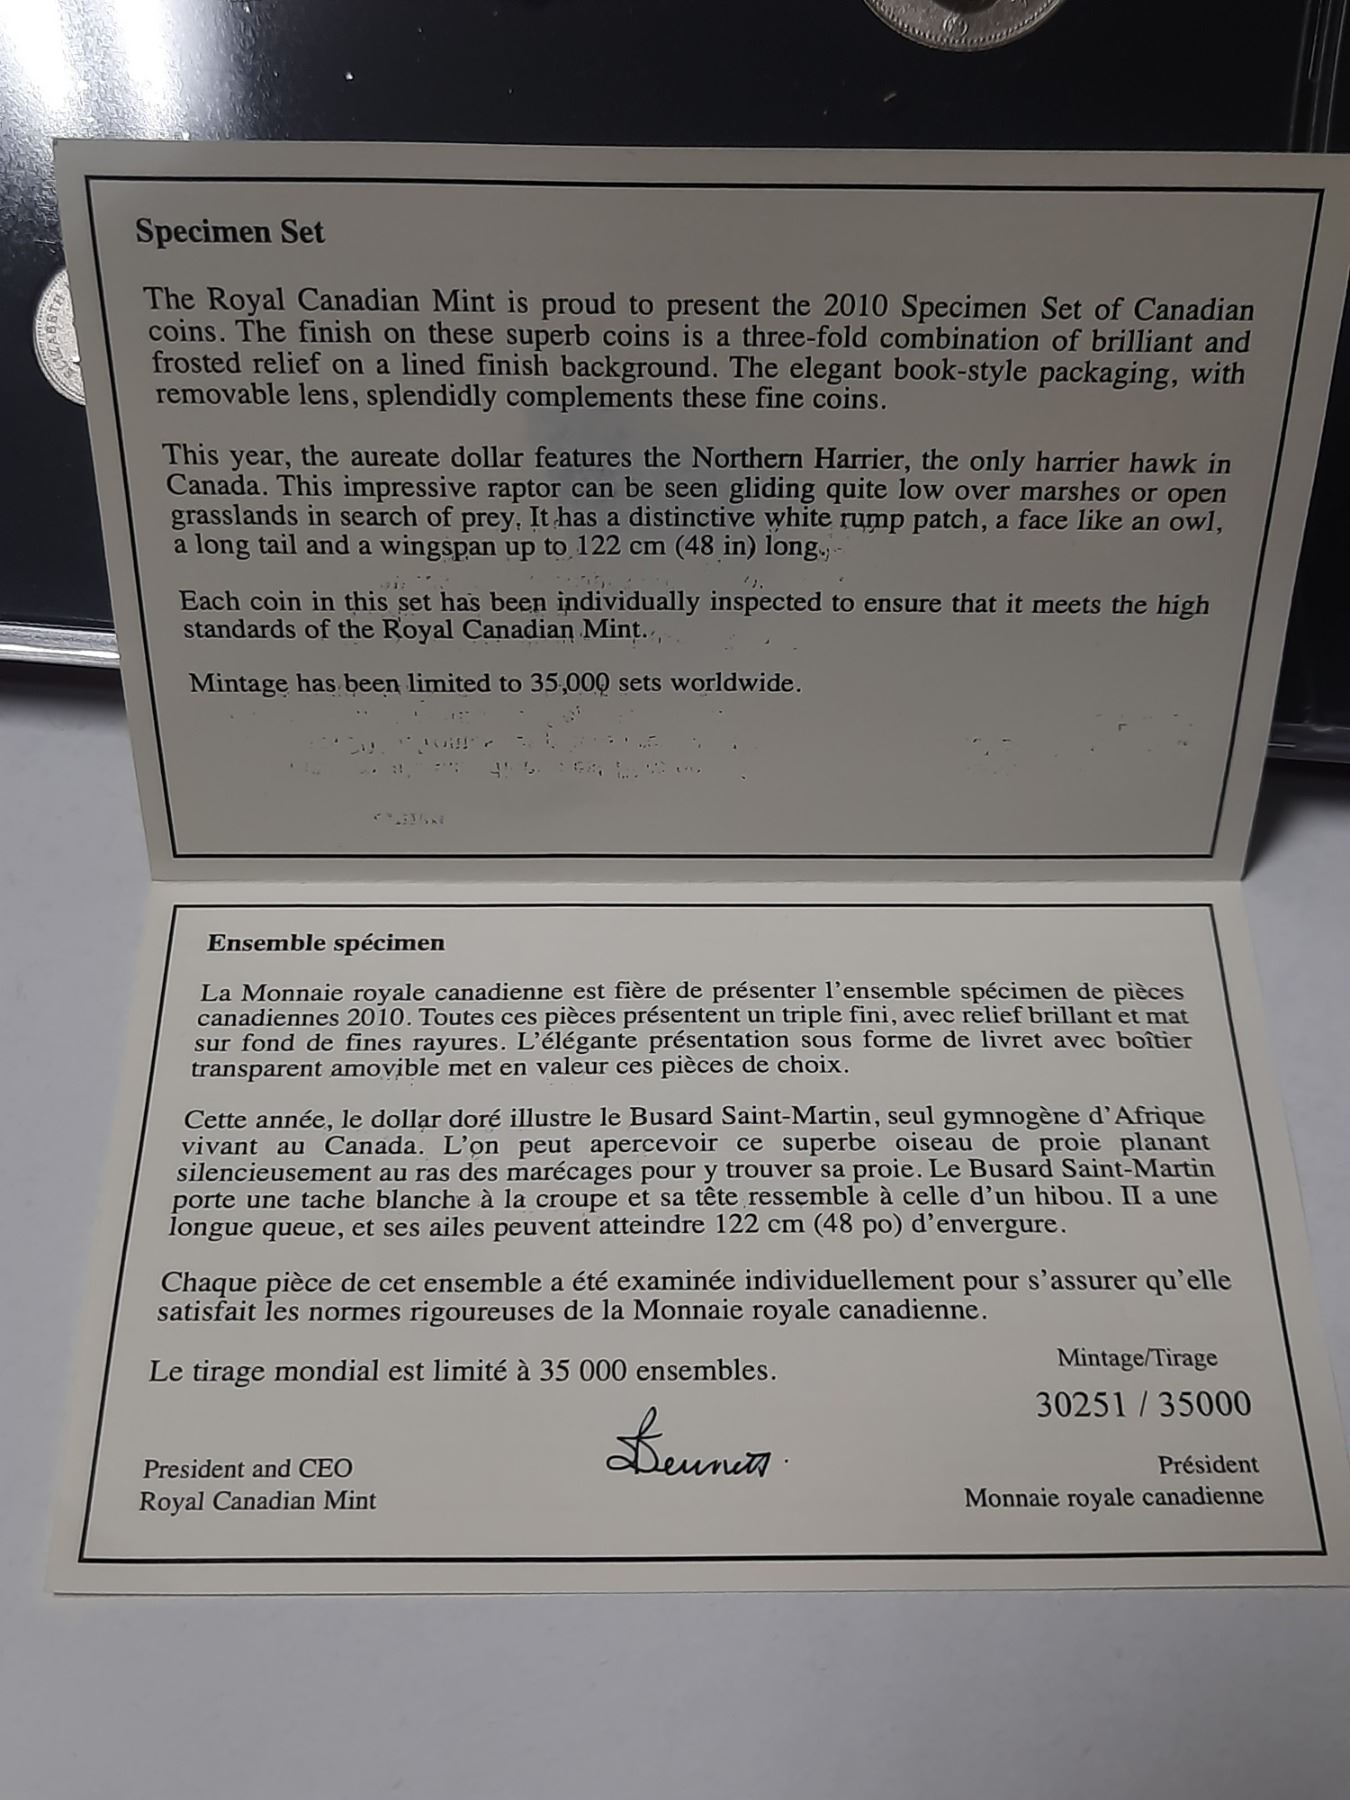 Specimen Set
The Royal Canadian Mint is proud to present the 2010 Specimen Set of Canadian
coins. The finish on these superb coins is a three-fold combination of brilliant and
frosted relief on a lined finish background. The elegant book-style packaging, with
removable lens, splendidly complements these fine coins.
This year, the aureate dollar features the Northern Harrier, the only harrier hawk in
Canada. This impressive raptor can be seen gliding quite low over marshes or open
grasslands in search of prey. It has a distinctive white rump patch, a face like an owl,
a long tail and a wingspan up to 122 cm (48 in) long.
Each coin in this set has been individually inspected to ensure that it meets the high
standards of the Royal Canadian Mint.
Mintage has been limited to 35,000 sets worldwide.
Ensemble spécimen
La Monnaie royale canadienne est fière de présenter l'ensemble spécimen de pièces
canadiennes 2010. Toutes ces pièces présentent un triple fini, avec relief brillant et mat
sur fond de fines rayures. L'élégante présentation sous forme de livret avec boîtier
transparent amovible met en valeur ces pièces de choix.
Cette année, le dollar doré illustre le Busard Saint-Martin, seul gymnogène d'Afrique
vivant au Canada. L'on peut apercevoir ce superbe oiseau de proie planant
silencieusement au ras des marécages pour y trouver sa proie. Le Busard Saint-Martin
porte une tache blanche à la croupe et sa tête ressemble à celle d'un hibou. II a une
longue queue, et ses ailes peuvent atteindre 122 cm (48 po) d'envergure.
Chaque pièce de cet ensemble a été examinée individuellement pour s'assurer qu'elle
satisfait les normes rigoureuses de la Monnaie royale canadienne.
Le tirage mondial est limité à 35 000 ensembles.
Mintage/Tirage
30251 / 35000
Bennett
President and CEO
Royal Canadian Mint
Président
Monnaie royale canadienne